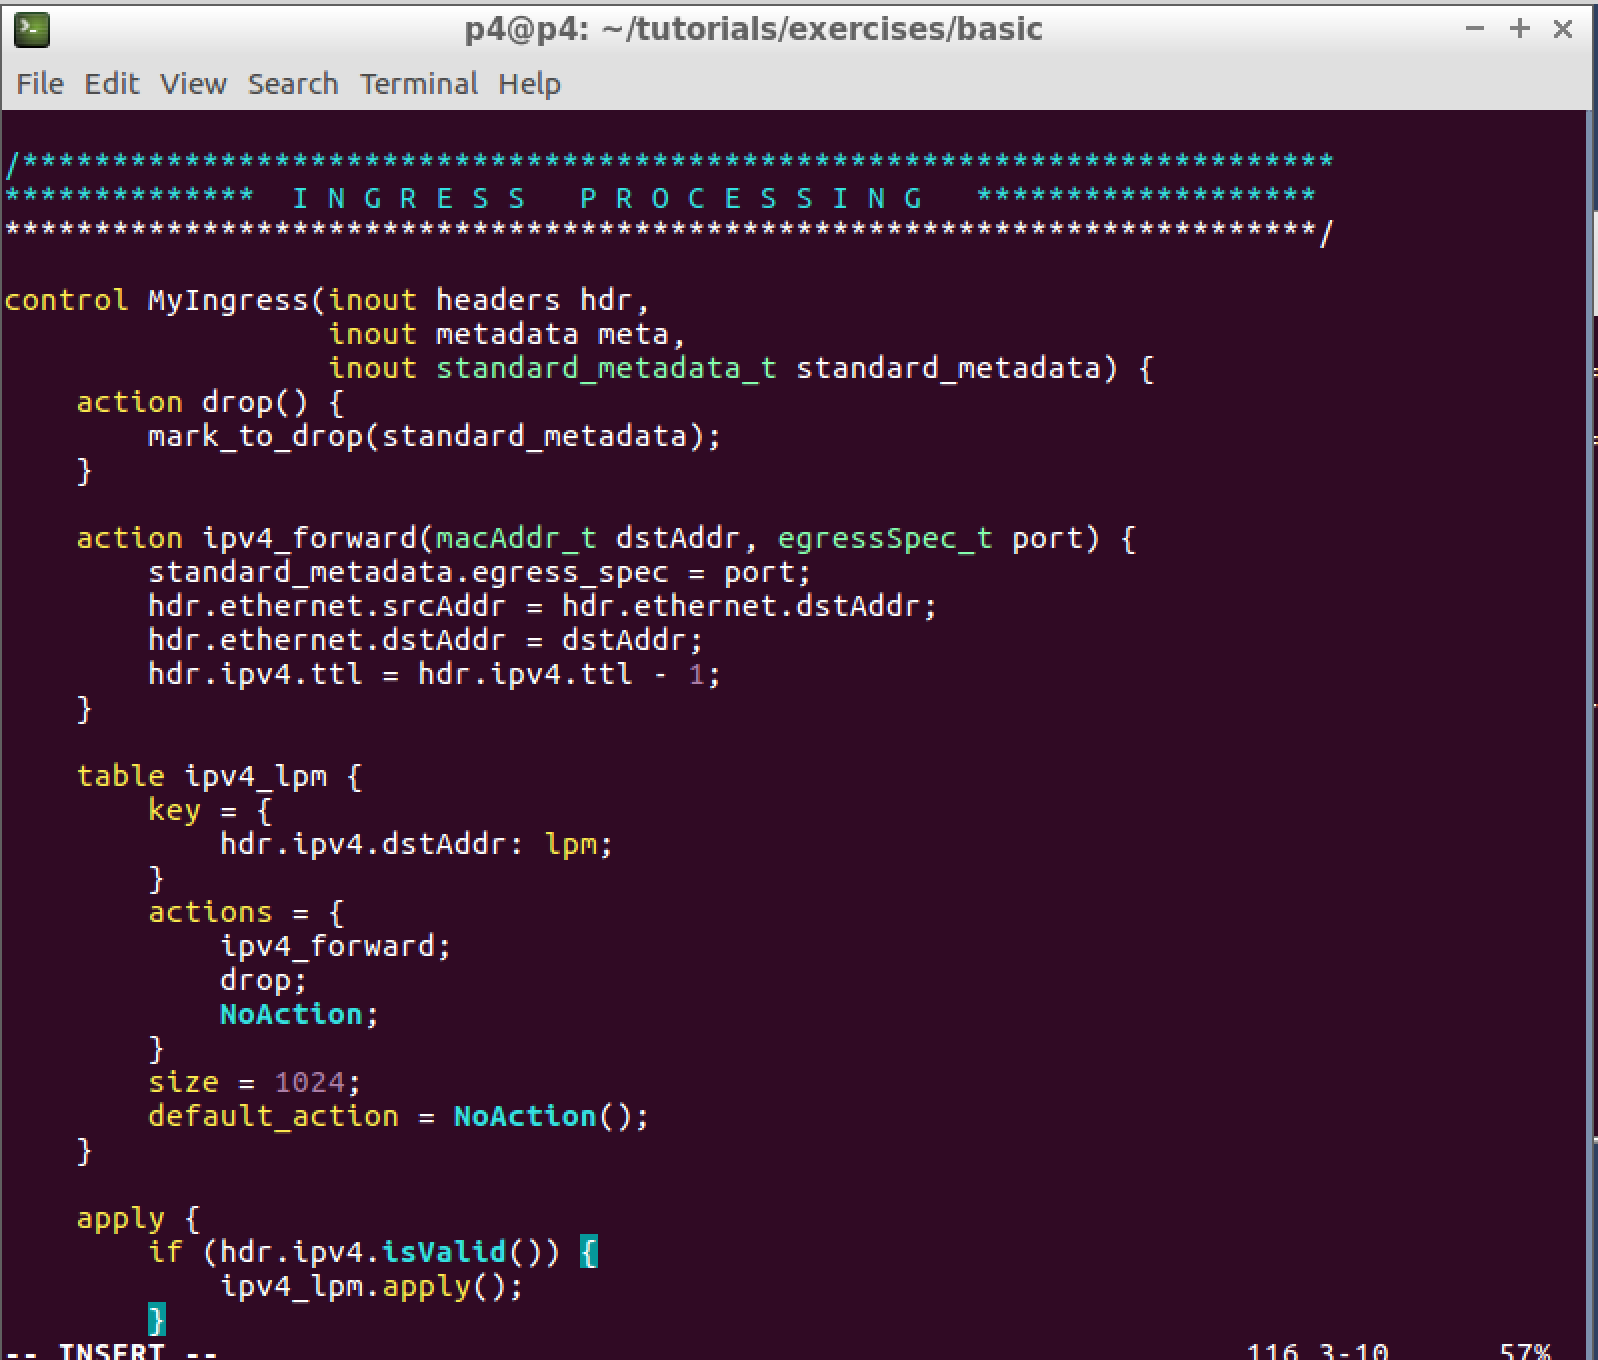 p4@p4: ~/tutorials/exercises/basic
File Edit View Search Terminal Help
/*************************************************************************
************** I N G R E S S   P R O C E S S I N G *******************
*************************************************************************/
control MyIngress(inout headers hdr,
                  inout metadata meta,
                  inout standard_metadata_t standard_metadata) {
    action drop() {
        mark_to_drop(standard_metadata);
    }
    action ipv4_forward(macAddr_t dstAddr, egressSpec_t port) {
        standard_metadata.egress_spec = port;
        hdr.ethernet.srcAddr = hdr.ethernet.dstAddr;
        hdr.ethernet.dstAddr = dstAddr;
        hdr.ipv4.ttl = hdr.ipv4.ttl - 1;
    }
    table ipv4_lpm {
        key = {
            hdr.ipv4.dstAddr: lpm;
        }
        actions = {
            ipv4_forward;
            drop;
            NoAction;
        }
        size = 1024;
        default_action = NoAction();
    }
    apply {
        if (hdr.ipv4.isValid()) {
            ipv4_lpm.apply();
        }
-- INSERT -- 116,3-10 57%